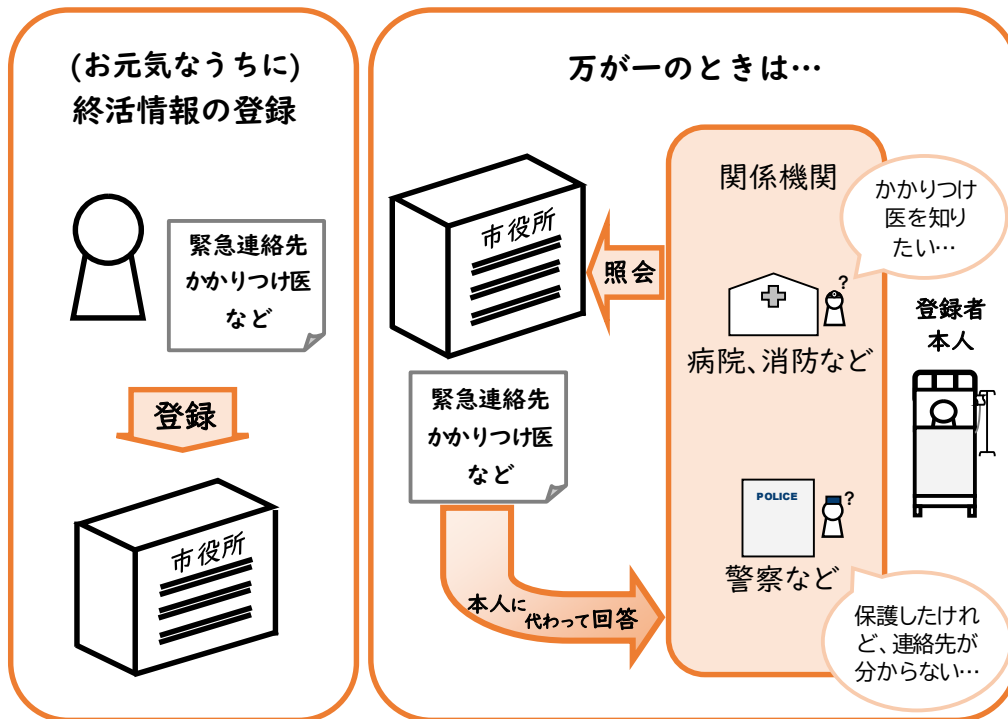 (お元気なうちに)
終活情報の登録
緊急連絡先
かかりつけ医
など
登録
市役所
万が一のときは…
市役所
照会
緊急連絡先
かかりつけ医
など
本人に
代わって回答
関係機関
かかりつけ
医を知り
たい…
?
病院、消防など
POLICE
?
警察など
保護したけれ
ど、連絡先が
分からない…
登録者
本人